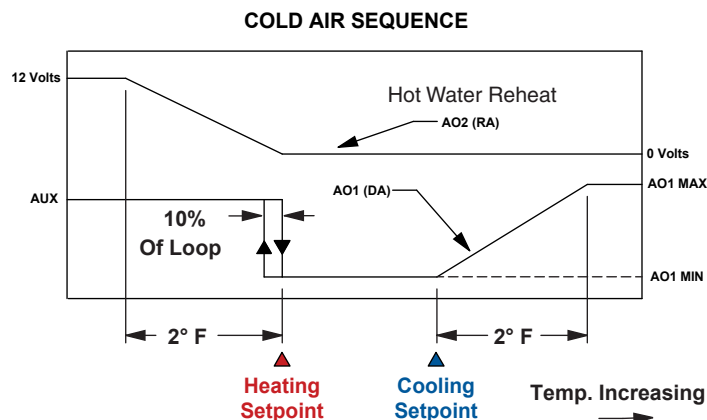 COLD AIR SEQUENCE
12 Volts
Hot Water Reheat
AO2 (RA)
0 Volts
AUX
AO1 (DA)
AO1 MAX
10%
Of Loop
AO1 MIN
2° F
2° F
Heating
Setpoint
Cooling
Setpoint
Temp. Increasing